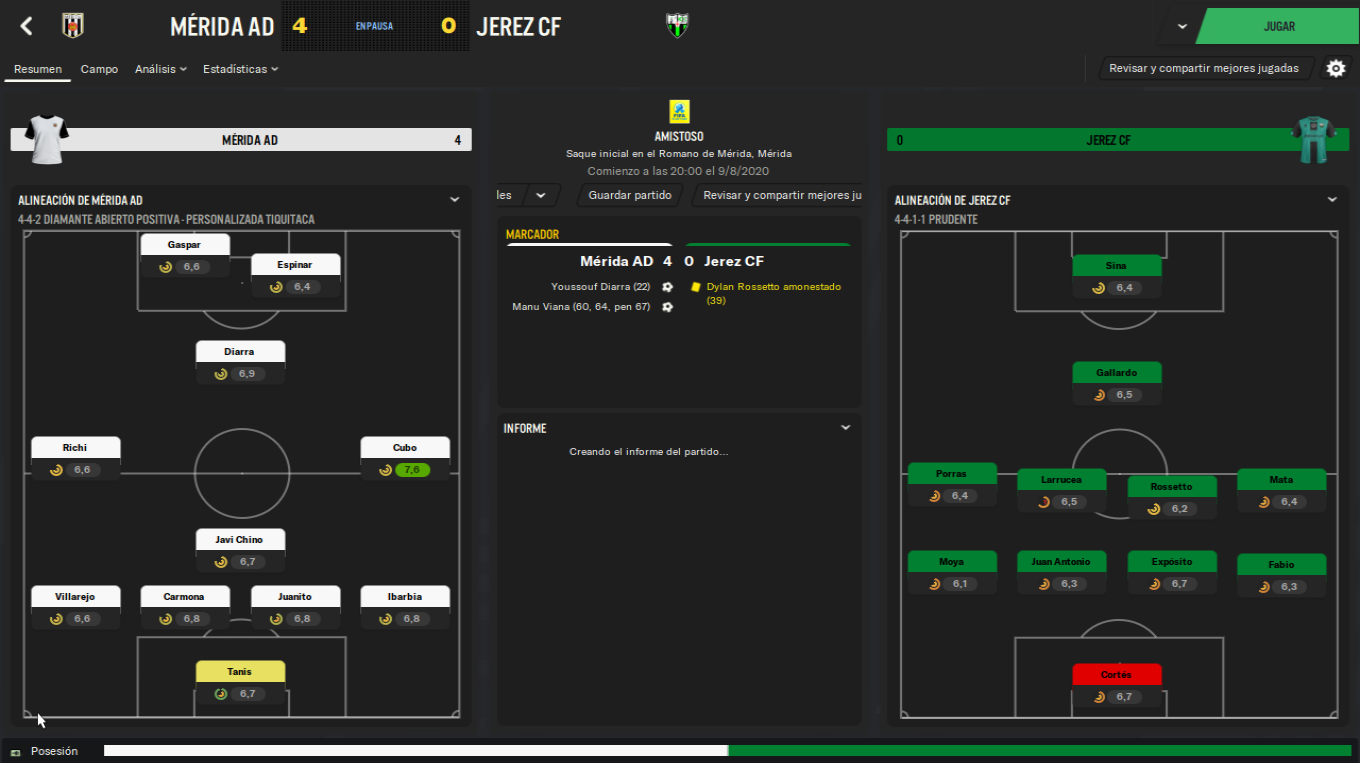 MÉRIDA AD 4 EN PAUSA 0 JEREZ CF
JUGAR
Resumen Campo Análisis Estadísticas
Revisar y compartir mejores jugadas
MÉRIDA AD 4
FIFA
AMISTOSO
Saque inicial en el Romano de Mérida, Mérida
Comienzo a las 20:00 el 9/8/2020
les Guardar partido Revisar y compartir mejores ju
0 JEREZ CF
ALINEACIÓN DE MÉRIDA AD
4-4-2 DIAMANTE ABIERTO POSITIVA - PERSONALIZADA TIQUITACA
Gaspar
6,6
Espinar
6,4
Diarra
6,9
Richi
6,6
Cubo
7,6
Javi Chino
6,7
Villarejo
6,6
Carmona
6,8
Juanito
6,8
Ibarbia
6,8
Tanis
6,7
MARCADOR
Mérida AD 4 0 Jerez CF
Youssouf Diarra (22)
Manu Viana (60, 64, pen 67)
Dylan Rossetto amonestado
(39)
INFORME
Creando el informe del partido...
ALINEACIÓN DE JEREZ CF
4-4-1-1 PRUDENTE
Sina
6,4
Gallardo
6,5
Porras
6,4
Larrucea
6,5
Rossetto
6,2
Mata
6,4
Moya
6,1
Juan Antonio
6,3
Expósito
6,7
Fabio
6,3
Cortés
6,7
Posesión